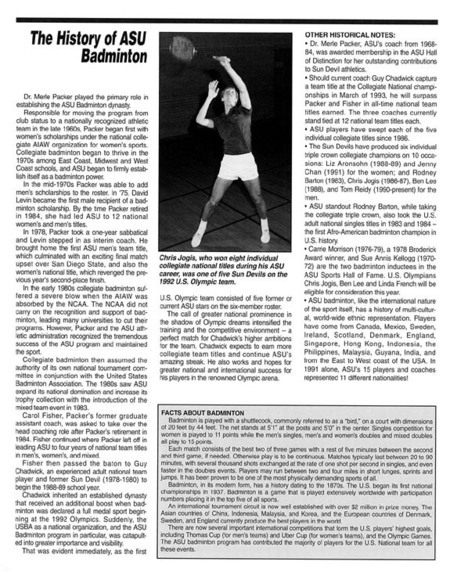 The History of ASU
Badminton
Dr. Merle Packer played the primary role in
establishing the ASU Badminton dynasty.
Responsible for moving the program from
club status to a nationally recognized athletic
team in the late 1960s, Packer began first with
women's scholarships under the national colle-
giate AIAW organization for women's sports.
Collegiate badminton began to thrive in the
1970s among East Coast, Midwest and West
Coast schools, and ASU began to firmly estab-
lish itself as a badminton power.
In the mid-1970s Packer was able to add
men's scholarships to the roster. In '75, David
Levin became the first male recipient of a bad-
minton scholarship. By the time Packer retired
in 1984, she had led ASU to 12 national
women's and men's titles.
In 1978, Packer took a one-year sabbatical
and Levin stepped in as interim coach. He
brought home the first ASU men's team title,
which culminated with an exciting final match
upset over San Diego State, and also the
women's national title, which revenged the pre-
vious year's second-place finish.
In the early 1980s collegiate badminton suf-
fered a severe blow when the AIAW was
absorbed by the NCAA. The NCAA did not
carry on the recognition and support of bad-
minton, leading many universities to cut their
programs. However, Packer and the ASU ath-
letic administration recognized the tremendous
success of the ASU program and maintained
the sport.
Collegiate badminton then assumed the
authority of its own national tournament com-
mittee in conjunction with the United States
Badminton Association. The 1980s saw ASU
expand its national domination and increase its
trophy collection with the introduction of the
mixed team event in 1983.
Carol Fisher, Packer's former graduate
assistant coach, was asked to take over the
head coaching role after Packer's retirement in
1984. Fisher continued where Packer left off in
leading ASU to four years of national team titles
in men's, women's, and mixed.
Fisher then passed the baton to Guy
Chadwick, an experienced adult national team
player and former Sun Devil (1978-1980) to
begin the 1988-89 school year.
Chadwick inherited an established dynasty
that received an additional boost when bad-
minton was declared a full medal sport begin-
ning at the 1992 Olympics. Suddenly, the
USBA as a national organization, and the ASU
Badminton program in particular, was catapult-
ed into greater importance and visibility.
That was evident immediately, as the first
Chris Jogis, who won eight individual
collegiate national titles during his ASU
career, was one of five Sun Devils on the
1992 U.S. Olympic team.
U.S. Olympic team consisted of five former or
current ASU stars on the six-member roster.
The call of greater national prominence in
the shadow of Olympic dreams intensified the
training and the competitive environment – a
perfect match for Chadwick's higher ambitions
for the team. Chadwick expects to earn more
collegiate team titles and continue ASU's
amazing streak. He also works and hopes for
greater national and international success for
his players in the renowned Olympic arena.
OTHER HISTORICAL NOTES:
• Dr. Merle Packer, ASU's coach from 1968-
84, was awarded membership in the ASU Hall
of Distinction for her outstanding contributions
to Sun Devil athletics.
• Should current coach Guy Chadwick capture
a team title at the Collegiate National champi-
onships in March of 1993, he will surpass
Packer and Fisher in all-time national team
titles earned. The three coaches currently
stand tied at 12 national team titles each.
• ASU players have swept each of the five
individual collegiate titles since 1986.
• The Sun Devils have produced six individual
triple crown collegiate champions on 10 occa-
sions: Liz Aronsohn (1988-89) and Jenny
Chan (1991) for the women; and Rodney
Barton (1983), Chris Jogis (1986-87), Ben Lee
(1988), and Tom Reidy (1990-present) for the
men.
• ASU standout Rodney Barton, while taking
the collegiate triple crown, also took the U.S.
adult national singles titles in 1983 and 1984 –
the first Afro-American badminton champion in
U.S. history.
• Carrie Morrison (1976-79), a 1978 Broderick
Award winner, and Sue Annis Kellogg (1970-
72) are the two badminton inductees in the
ASU Sports Hall of Fame. U.S. Olympians
Chris Jogis, Ben Lee and Linda French will be
eligible for consideration this year.
• ASU badminton, like the international nature
of the sport itself, has a history of multi-cultur-
al, world-wide ethnic representation. Players
have come from Canada, Mexico, Sweden,
Ireland, Scotland, Denmark, England,
Singapore, Hong Kong, Indonesia, the
Philippines, Malaysia, Guyana, India, and
from the East to West coast of the USA. In
1991 alone, ASU's 15 players and coaches
represented 11 different nationalities!
FACTS ABOUT BADMINTON
Badminton is played with a shuttlecock, commonly referred to as a "bird," on a court with dimensions
of 20 feet by 44 feet. The net stands at 5'1" at the posts and 5'0" in the center. Singles competition for
women is played to 11 points while the men's singles, men's and women's doubles and mixed doubles
all play to 15 points.
Each match consists of the best two of three games with a rest of five minutes between the second
and third game, if needed. Otherwise play is to be continuous. Matches typically last between 20 to 90
minutes, with several thousand shots exchanged at the rate of one shot per second in singles, and even
faster in the doubles events. Players may run between two and four miles in short lunges, sprints and
jumps. It has been proven to be one of the most physically demanding sports of all.
Badminton, in its modern form, has a history dating to the 1870s. The U.S. began its first national
championships in 1937. Badminton is a game that is played extensively worldwide with participation
numbers placing it in the top five of all sports.
An international tournament circuit is now well established with over $2 million in prize money. The
Asian countries of China, Indonesia, Malaysia, and Korea, and the European countries of Denmark,
Sweden, and England currently produce the best players in the world.
There are now several important international competitions that form the U.S. players' highest goals,
including Thomas Cup (for men's teams) and Uber Cup (for women's teams), and the Olympic Games.
The ASU badminton program has contributed the majority of players for the U.S. National team for all
these events.